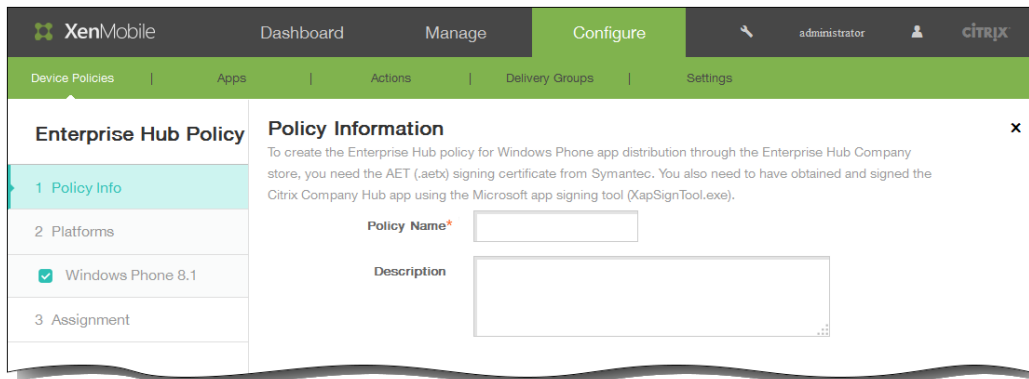 XenMobile Dashboard Manage Configure administrator CITRIX
Device Policies | Apps | Actions | Delivery Groups | Settings
Enterprise Hub Policy
1 Policy Info
2 Platforms
Windows Phone 8.1
3 Assignment
Policy Information
To create the Enterprise Hub policy for Windows Phone app distribution through the Enterprise Hub Company
store, you need the AET (.aetx) signing certificate from Symantec. You also need to have obtained and signed the
Citrix Company Hub app using the Microsoft app signing tool (XapSignTool.exe).
Policy Name*
Description